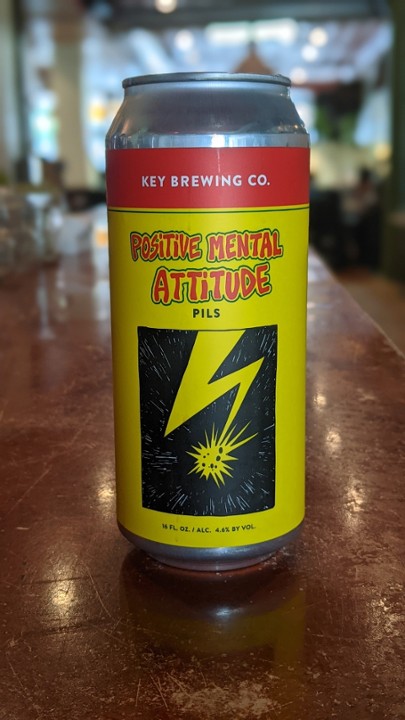 KEY BREWING CO.
POSITIVE MENTAL
ATTITUDE
PILS
16 FL. OZ. / ALC. 4.6% BY VOL.